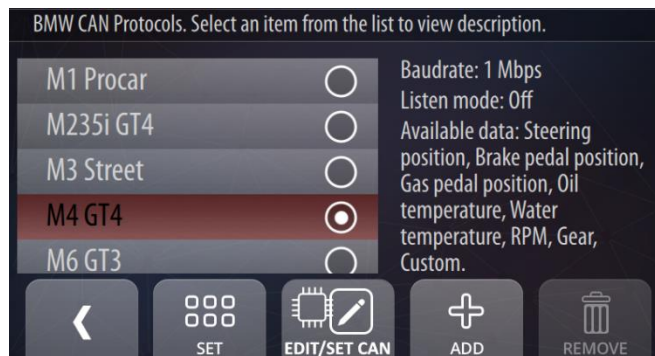 BMW CAN Protocols. Select an item from the list to view description.
M1 Procar
M235i GT4
M3 Street
M4 GT4
M6 GT3
Baudrate: 1 Mbps
Listen mode: Off
Available data: Steering
position, Brake pedal position,
Gas pedal position, Oil
temperature, Water
temperature, RPM, Gear,
Custom.
SET
EDIT/SET CAN
ADD
REMOVE